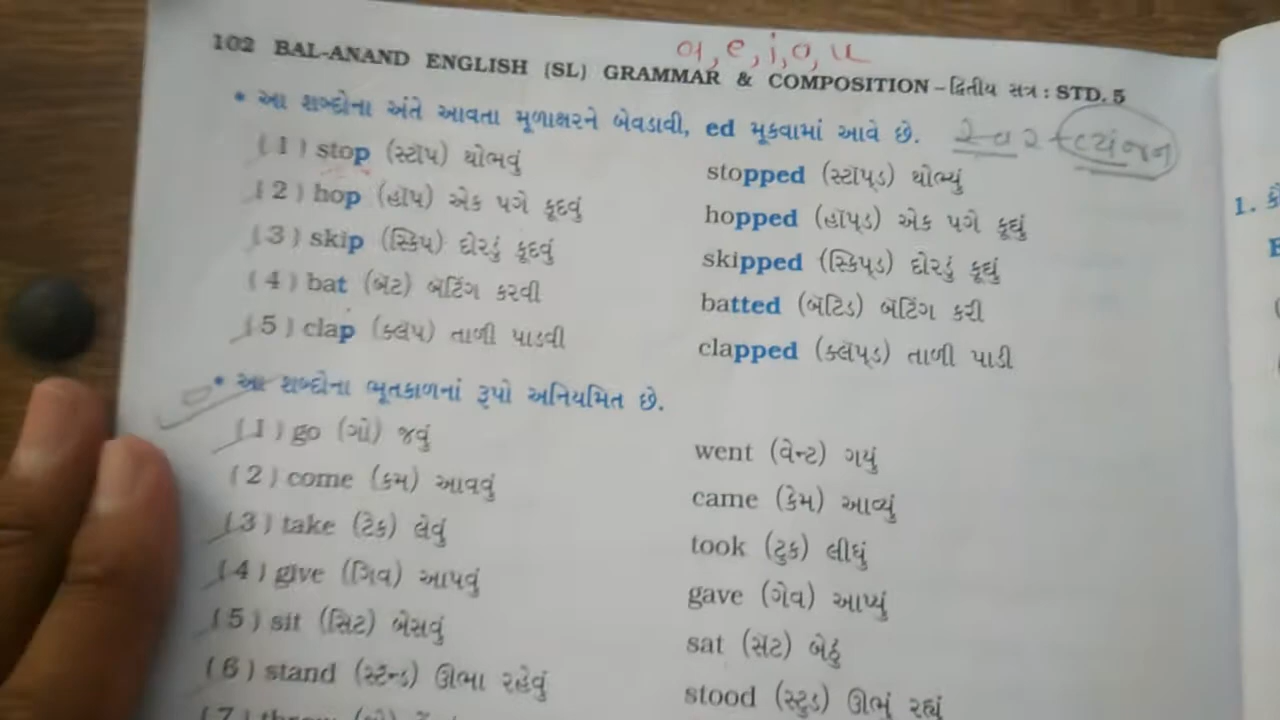 a, e, i, o, u
102 BAL-ANAND ENGLISH (SL) GRAMMAR & COMPOSITION – દ્વિતીય સત્ર : STD. 5
• આ શબ્દોના અંતે આવતા મૂળાક્ષરને બેવડાવી, ed મૂકવામાં આવે છે. સ્વર + વ્યંજન
(1) stop (સ્ટૉપ) થોભવું stopped (સ્ટૉપ્ડ) થોભ્યું
(2) hop (હૉપ) એક પગે કૂદવું hopped (હૉપ્ડ) એક પગે કૂદ્યું
(3) skip (સ્કિપ) દોરડું કૂદવું skipped (સ્કિપ્ડ) દોરડું કૂદ્યું
(4) bat (બૅટ) બૅટિંગ કરવી batted (બૅટિડ) બૅટિંગ કરી
(5) clap (ક્લૅપ) તાળી પાડવી clapped (ક્લૅપ્ડ) તાળી પાડી
• આ શબ્દોના ભૂતકાળનાં રૂપો અનિયમિત છે.
(1) go (ગો) જવું went (વેન્ટ) ગયું
(2) come (કમ) આવવું came (કેમ) આવ્યું
(3) take (ટેક) લેવું took (ટુક) લીધું
(4) give (ગિવ) આપવું gave (ગેવ) આપ્યું
(5) sit (સિટ) બેસવું sat (સૅટ) બેઠું
(6) stand (સ્ટૅન્ડ) ઊભા રહેવું stood (સ્ટુડ) ઊભું રહ્યું
1.